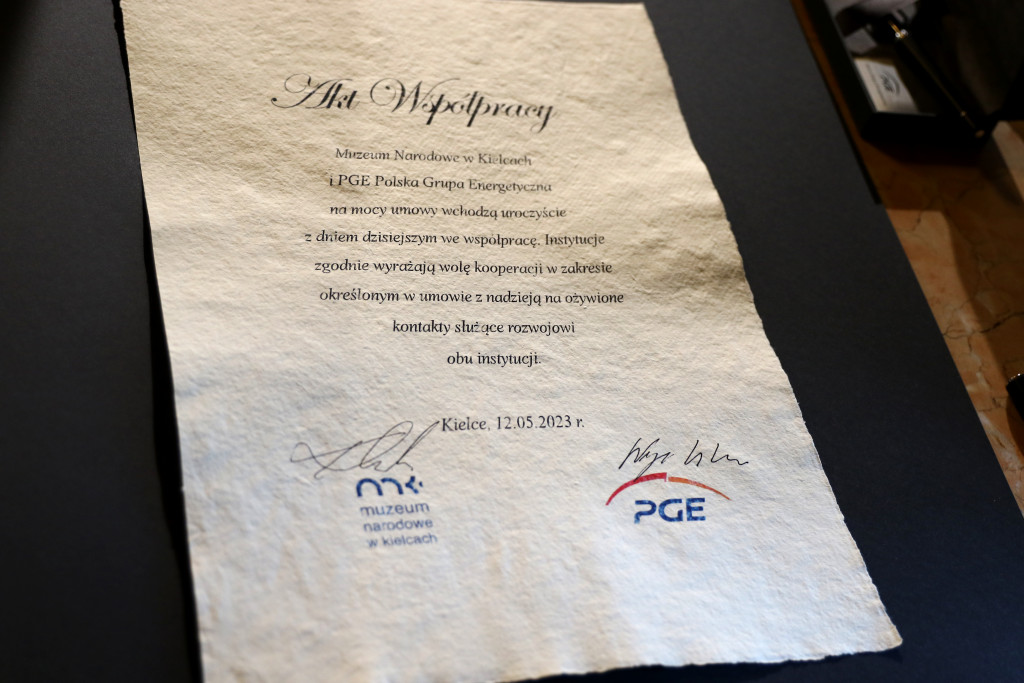 Akt Współpracy
Muzeum Narodowe w Kielcach
i PGE Polska Grupa Energetyczna
na mocy umowy wchodzą uroczyście
z dniem dzisiejszym we współpracę. Instytucje
zgodnie wyrażają wolę kooperacji w zakresie
określonym w umowie z nadzieją na ożywione
kontakty służące rozwojowi
obu instytucji.
Kielce, 12.05.2023 r.
mnk
muzeum
narodowe
w kielcach
PGE